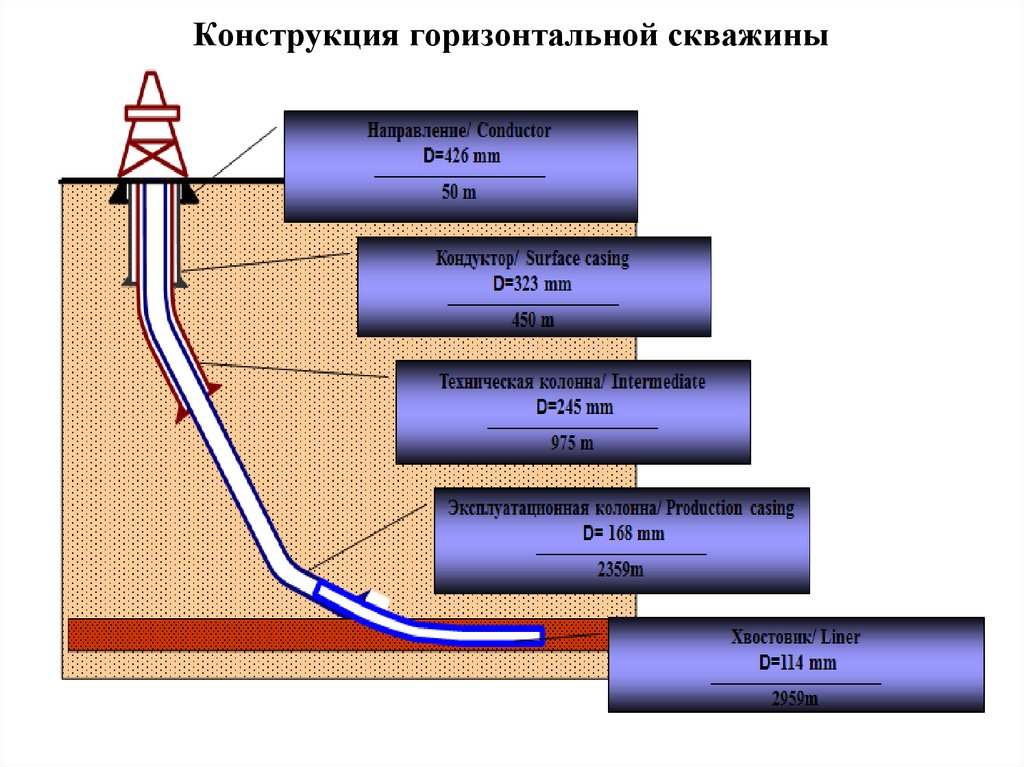 Конструкция горизонтальной скважины
Направление/ Conductor
D=426 mm
50 m
Кондуктор/ Surface casing
D=323 mm
450 m
Техническая колонна/ Intermediate
D=245 mm
975 m
Эксплуатационная колонна/ Production casing
D= 168 mm
2359m
Хвостовик/ Liner
D=114 mm
2959m